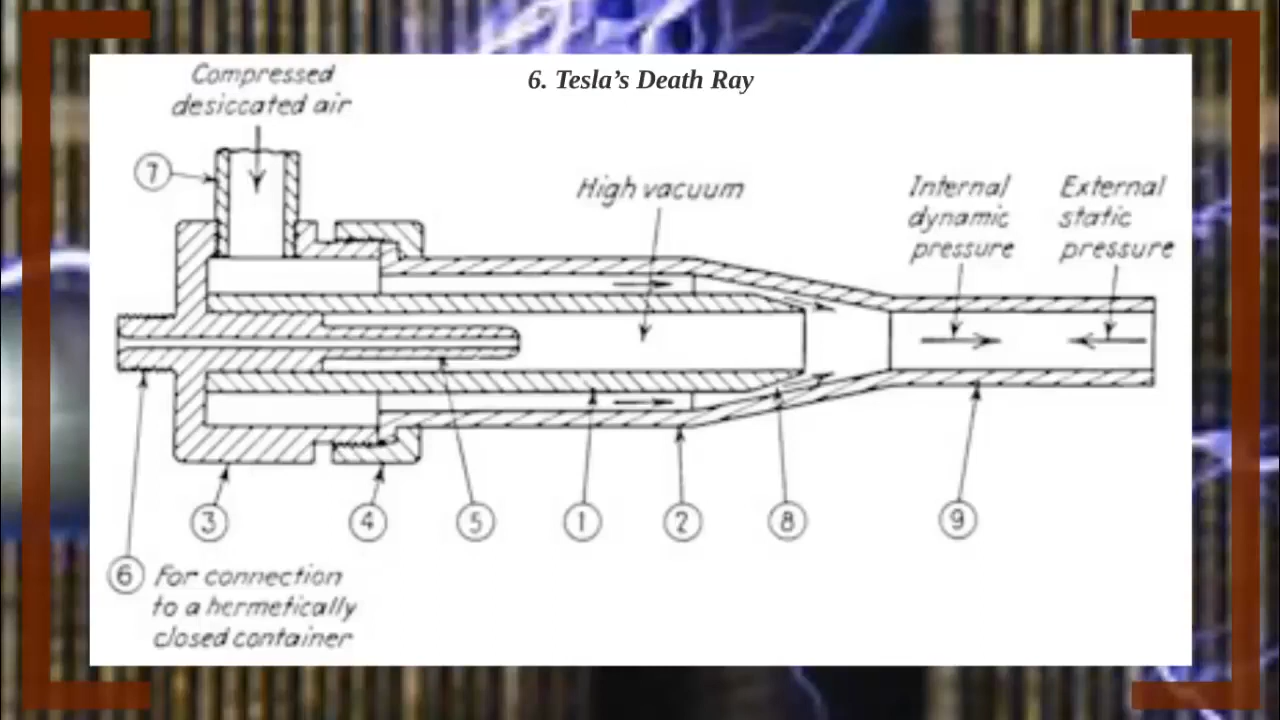 6. Tesla’s Death Ray
Compressed
desiccated air
7
High vacuum
Internal
dynamic
pressure
External
static
pressure
3
4
5
1
2
8
9
6 For connection
to a hermetically
closed container